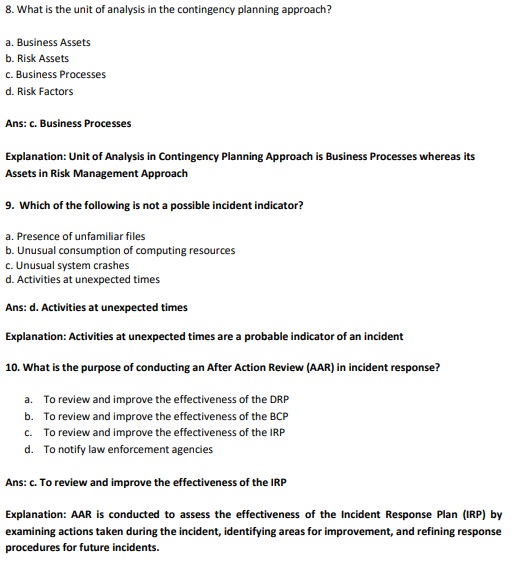 8. What is the unit of analysis in the contingency planning approach?
a. Business Assets
b. Risk Assets
c. Business Processes
d. Risk Factors
Ans: c. Business Processes
Explanation: Unit of Analysis in Contingency Planning Approach is Business Processes whereas its
Assets in Risk Management Approach
9. Which of the following is not a possible incident indicator?
a. Presence of unfamiliar files
b. Unusual consumption of computing resources
c. Unusual system crashes
d. Activities at unexpected times
Ans: d. Activities at unexpected times
Explanation: Activities at unexpected times are a probable indicator of an incident
10. What is the purpose of conducting an After Action Review (AAR) in incident response?
a. To review and improve the effectiveness of the DRP
b. To review and improve the effectiveness of the BCP
c. To review and improve the effectiveness of the IRP
d. To notify law enforcement agencies
Ans: c. To review and improve the effectiveness of the IRP
Explanation: AAR is conducted to assess the effectiveness of the Incident Response Plan (IRP) by
examining actions taken during the incident, identifying areas for improvement, and refining response
procedures for future incidents.